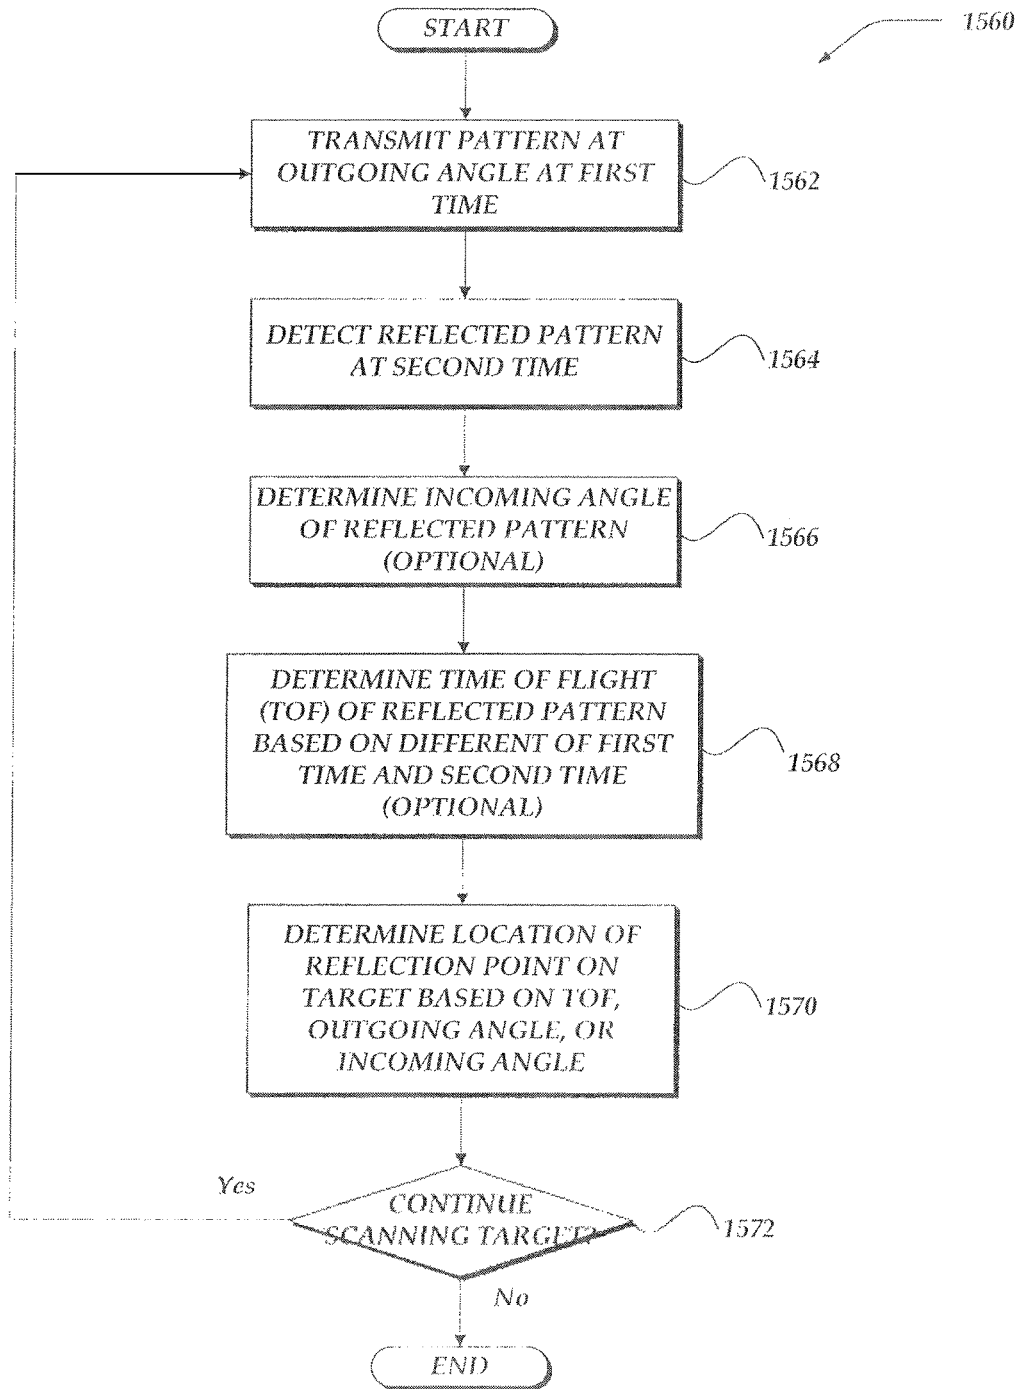 START
1560
TRANSMIT PATTERN AT
OUTGOING ANGLE AT FIRST
TIME
1562
DETECT REFLECTED PATTERN
AT SECOND TIME
1564
DETERMINE INCOMING ANGLE
OF REFLECTED PATTERN
(OPTIONAL)
1566
DETERMINE TIME OF FLIGHT
(TOF) OF REFLECTED PATTERN
BASED ON DIFFERENT OF FIRST
TIME AND SECOND TIME
(OPTIONAL)
1568
DETERMINE LOCATION OF
REFLECTION POINT ON
TARGET BASED ON TOF,
OUTGOING ANGLE, OR
INCOMING ANGLE
1570
Yes
CONTINUE
SCANNING TARGET?
1572
No
END